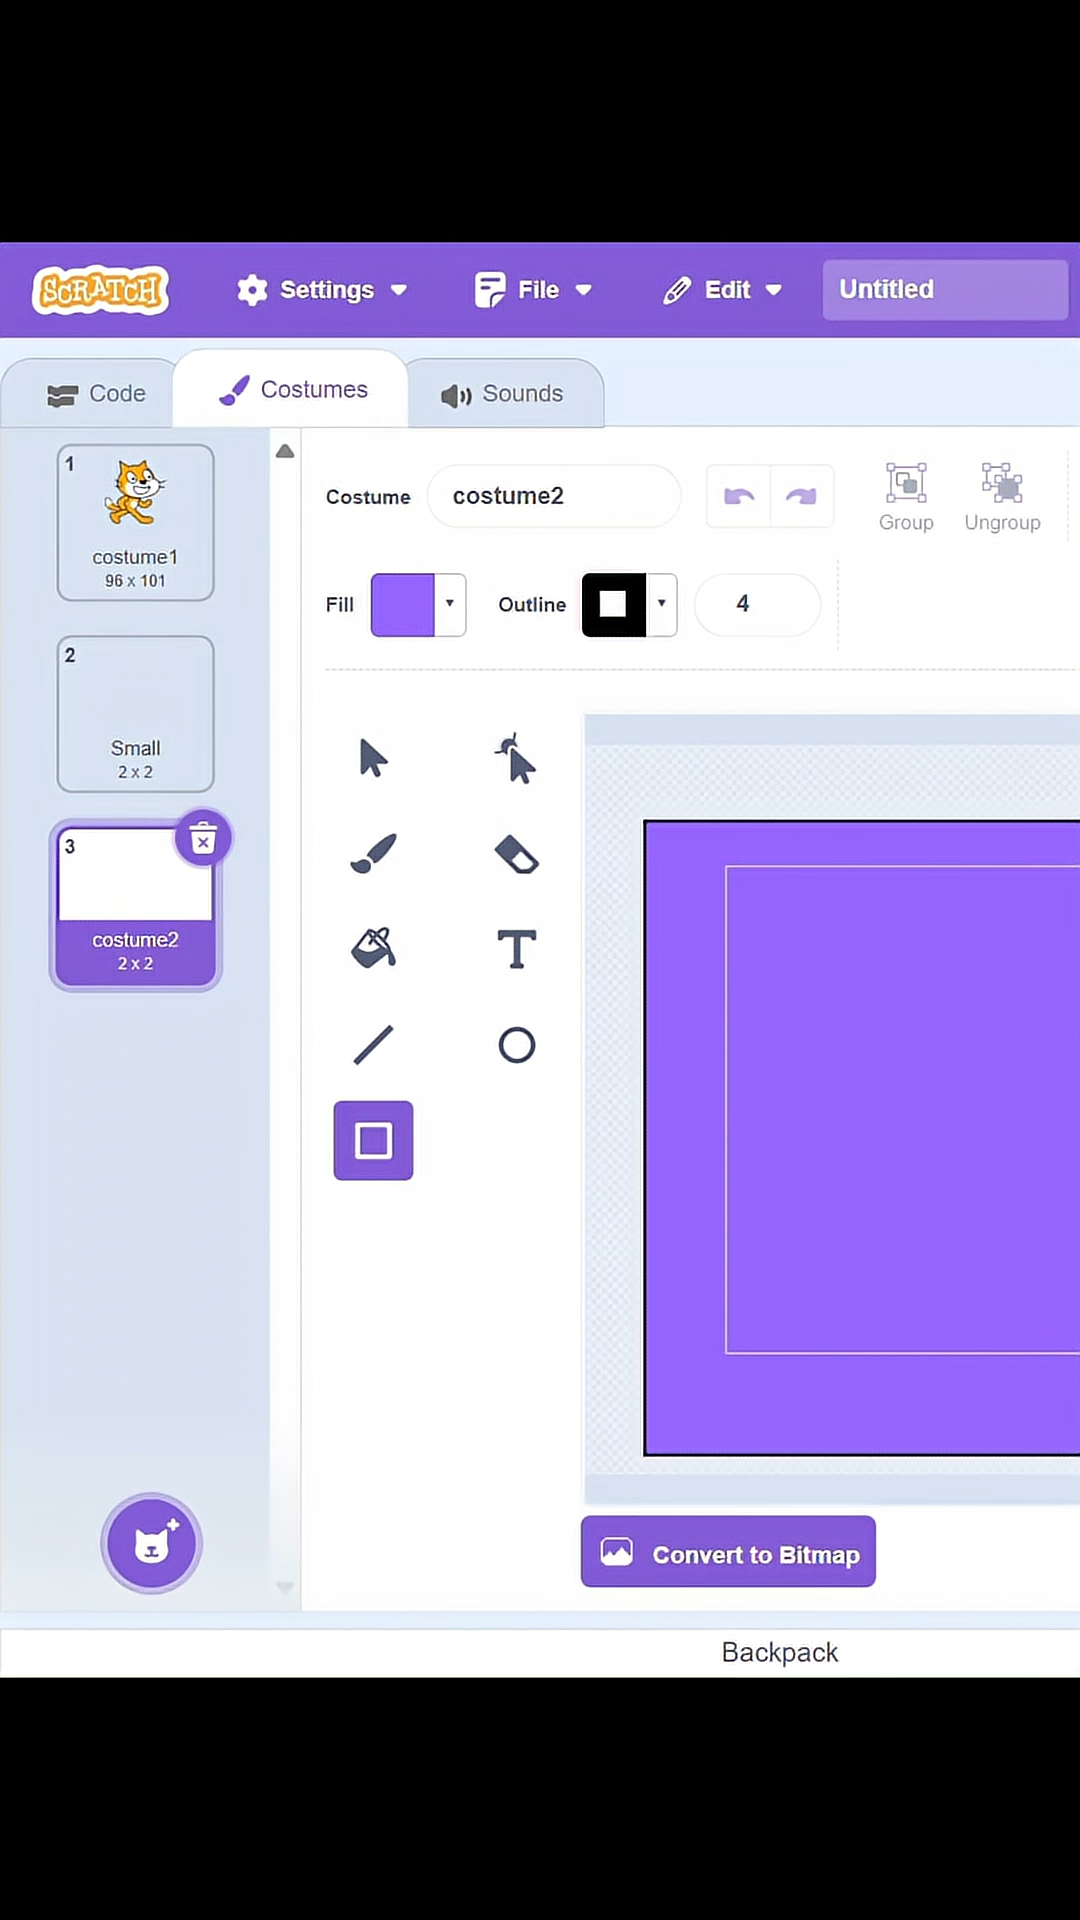 SCRATCH
Settings
File
Edit
Untitled
Code
Costumes
Sounds
1
costume1
96 x 101
2
Small
2 x 2
3
costume2
2 x 2
Costume
costume2
Group
Ungroup
Fill
Outline
4
T
Convert to Bitmap
Backpack